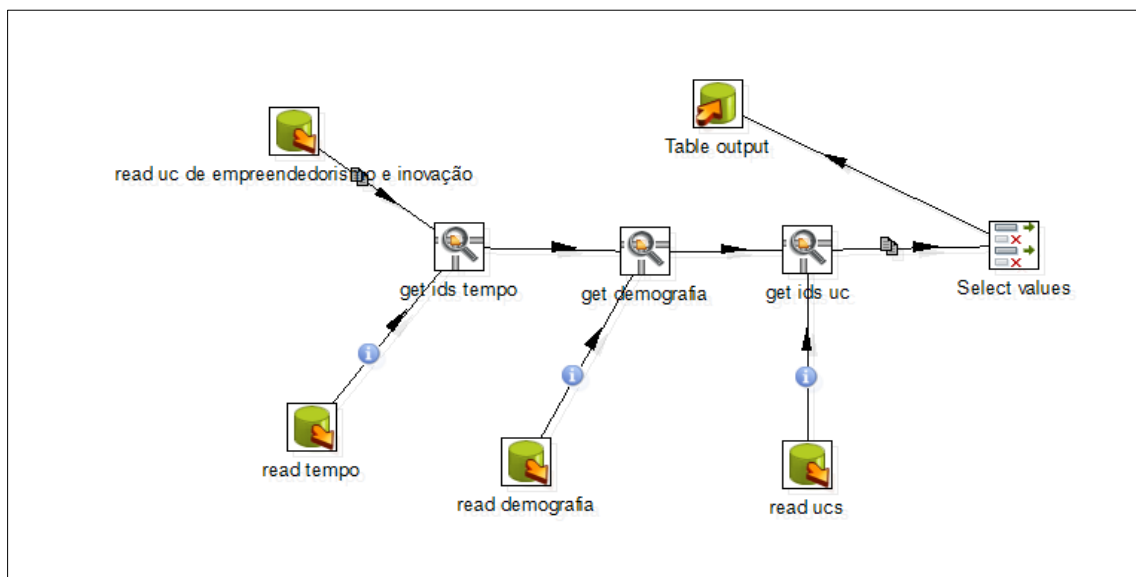 Table output
read uc de empreendedorismo e inovação
get ids tempo
get demografia
get ids uc
Select values
read tempo
read demografia
read ucs